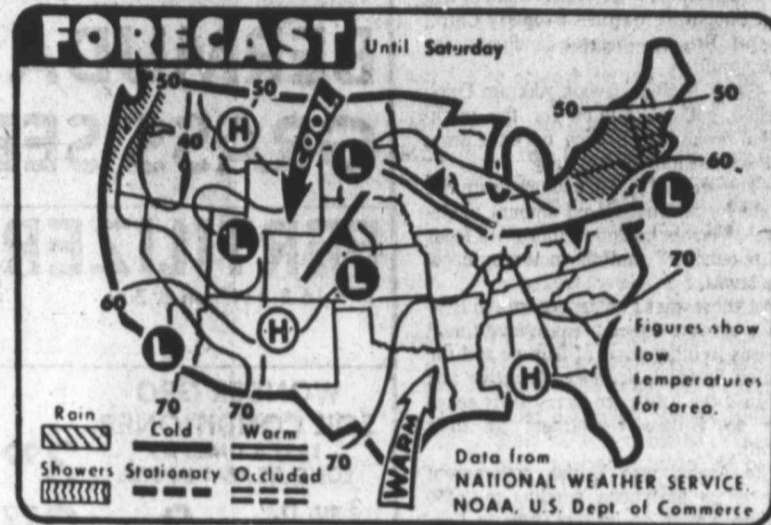 FORECAST Until Saturday
50 50 50 50
40 H COOL
L 60
L L
L 70
60 H
L H
Figures show
low
temperatures
for area.
70 70 70
WARM
Rain Cold Warm
Showers Stationary Occluded
Data from
NATIONAL WEATHER SERVICE,
NOAA, U.S. Dept. of Commerce